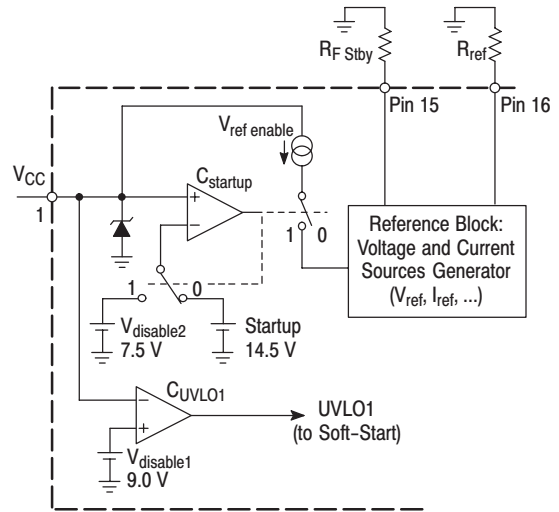 R_F Stby
R_ref
Pin 15
Pin 16
V_ref enable
V_CC
1
C_startup
+
−
1 0
Reference Block:
Voltage and Current
Sources Generator
(V_ref, I_ref, ...)
1 0
V_disable2
7.5 V
Startup
14.5 V
C_UVLO1
−
+
UVLO1
(to Soft–Start)
V_disable1
9.0 V